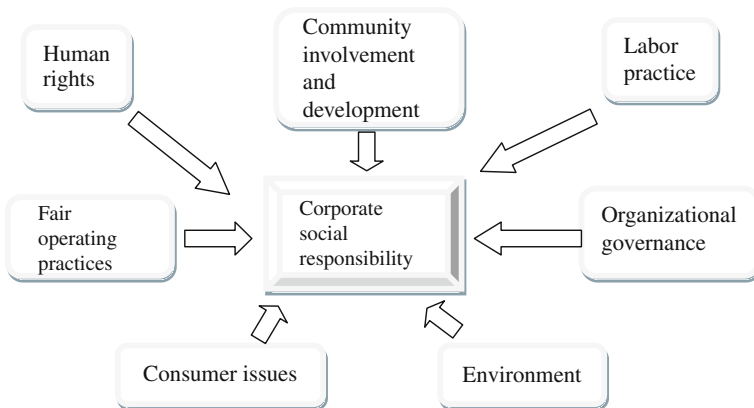 Human
rights
Community
involvement
and
development
Labor
practice
Fair
operating
practices
Corporate
social
responsibility
Organizational
governance
Consumer issues
Environment